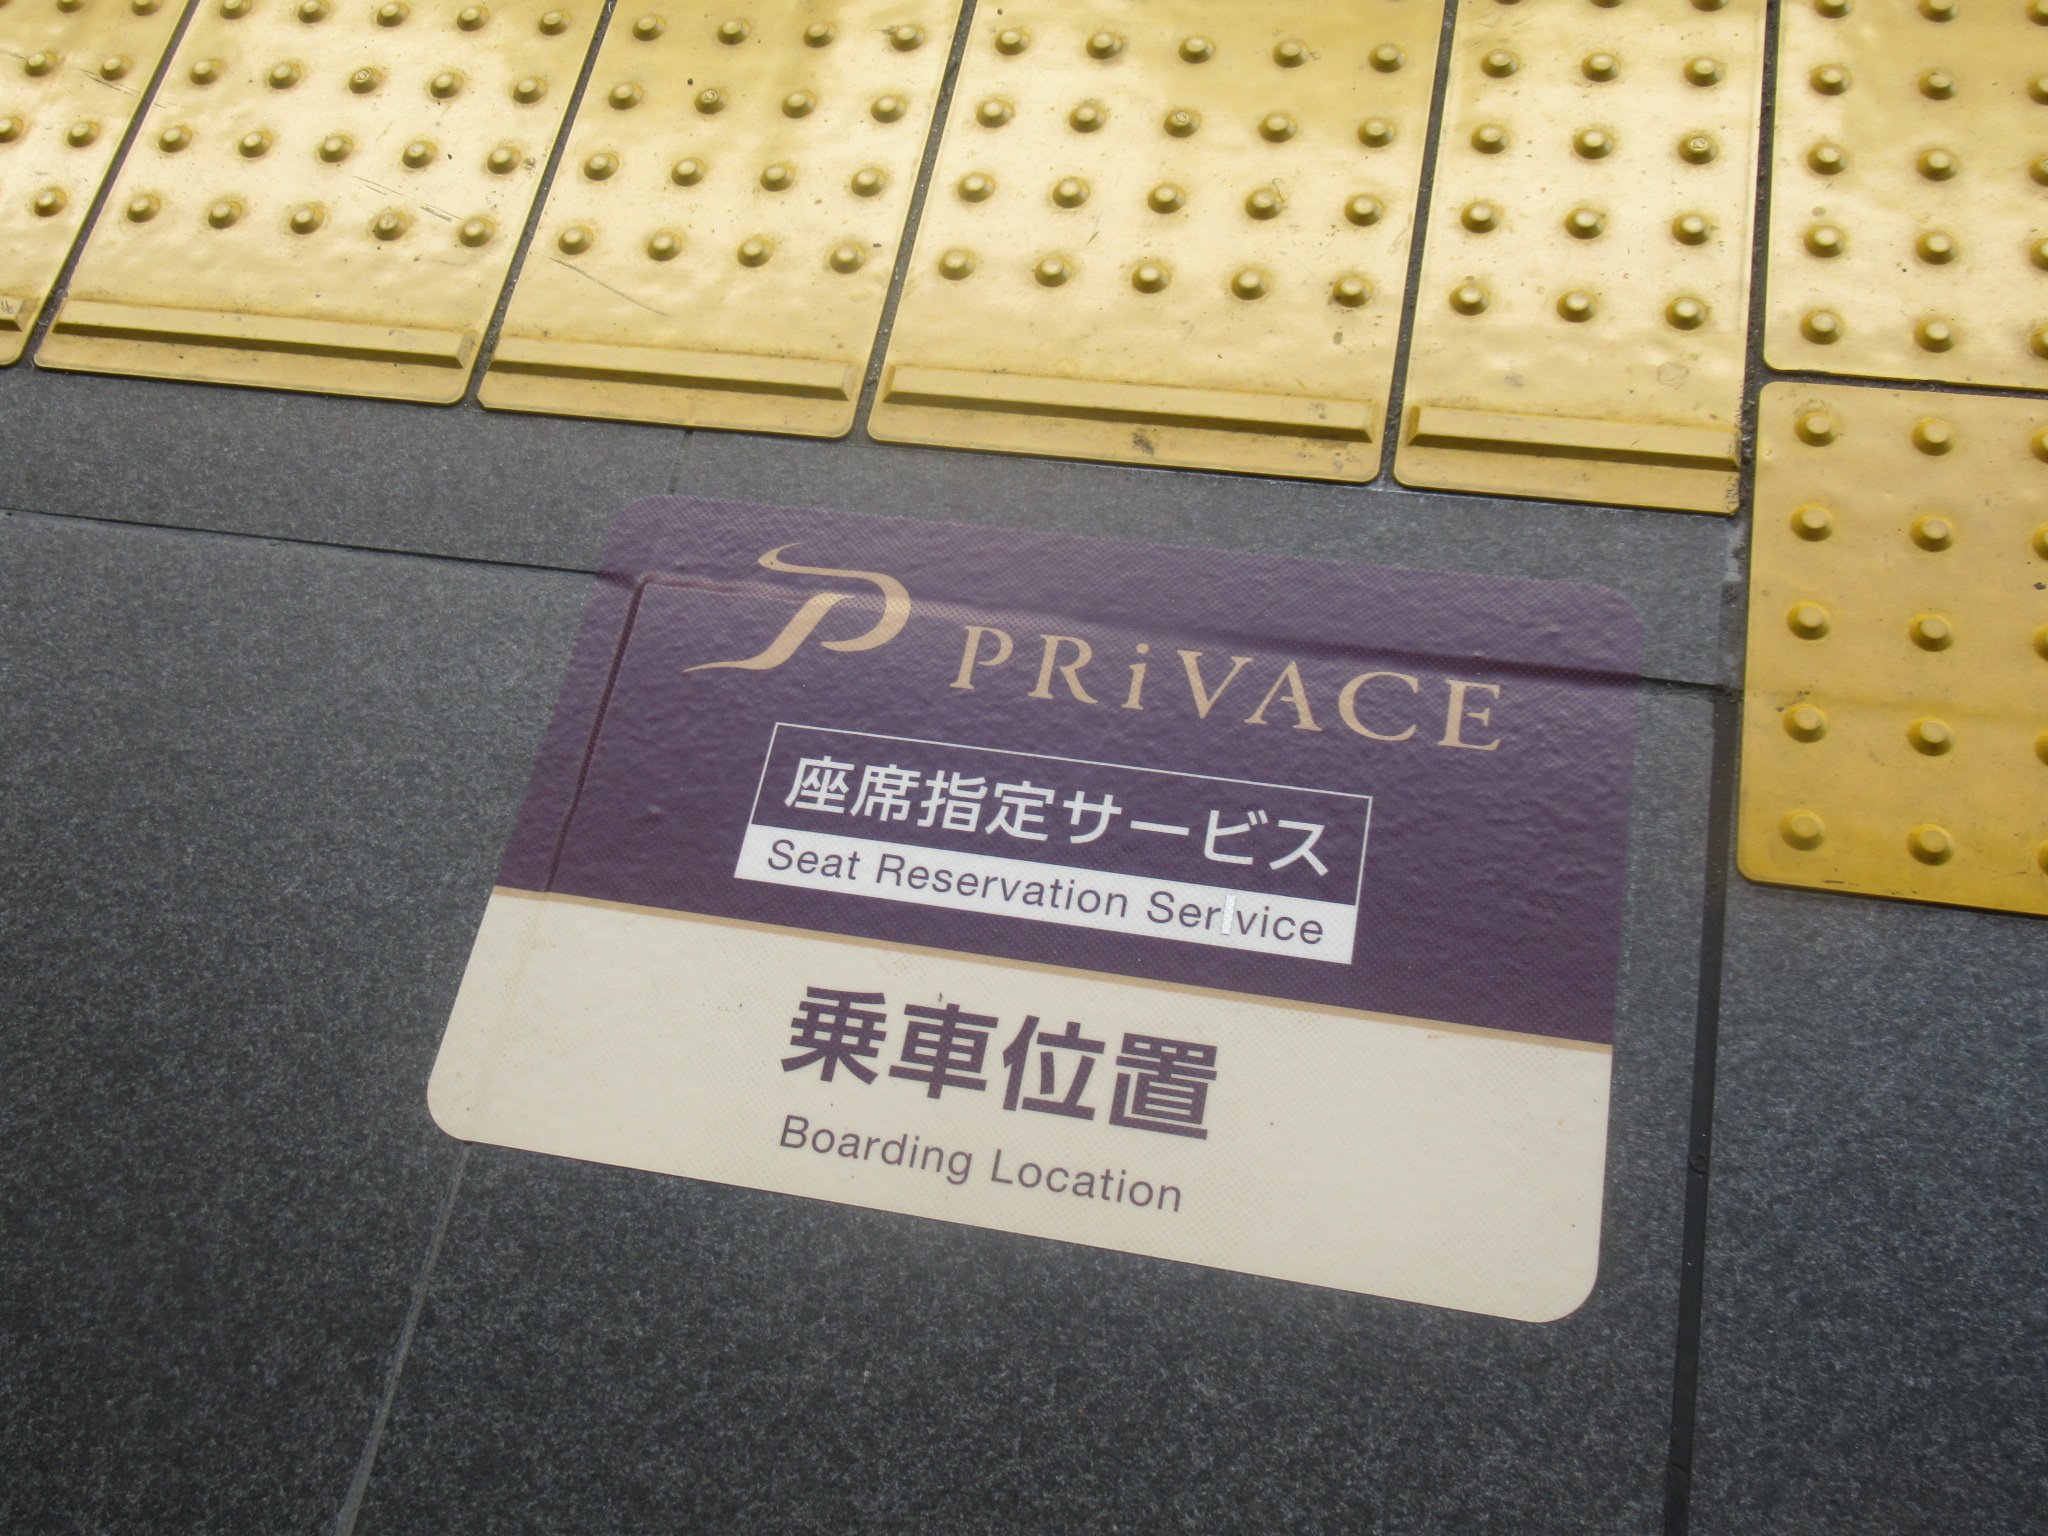 PRiVACE
座席指定サービス
Seat Reservation Service
乗車位置
Boarding Location